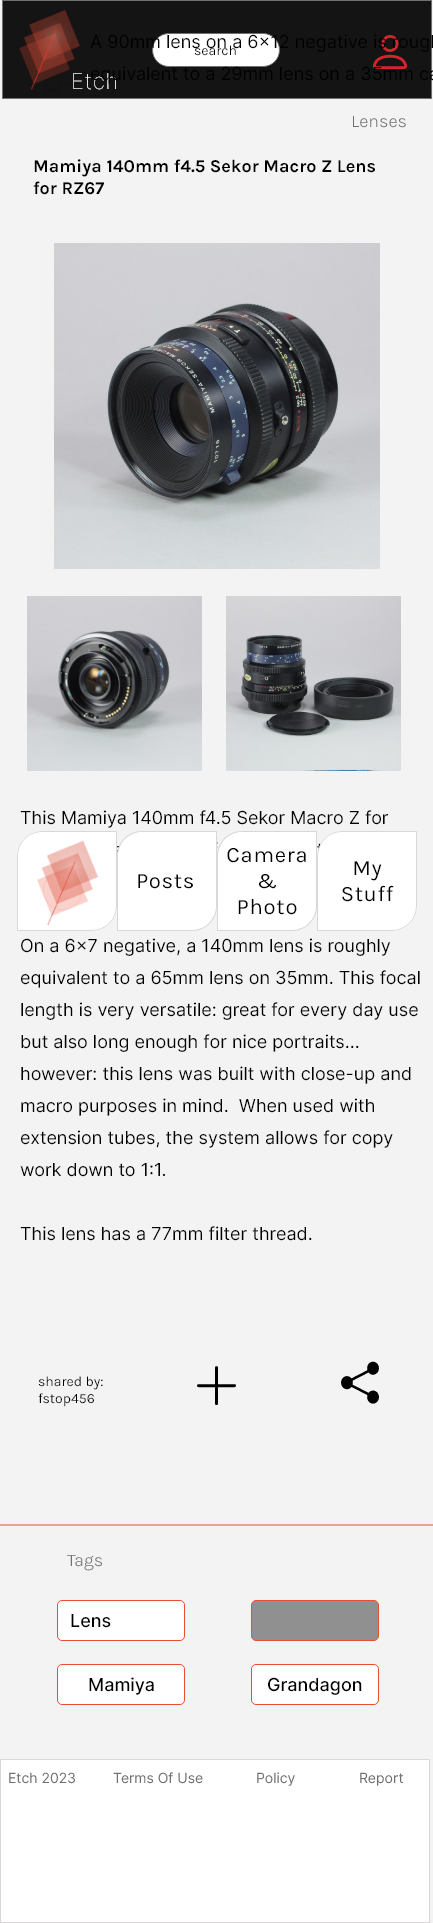 A 90mm lens on a 6×12 negative is roug
search
equivalent to a 29mm lens on a 35mm ca
Etch
Lenses
Mamiya 140mm f4.5 Sekor Macro Z Lens
for RZ67
This Mamiya 140mm f4.5 Sekor Macro Z for
Posts
Camera
&
Photo
My
Stuff
On a 6×7 negative, a 140mm lens is roughly
equivalent to a 65mm lens on 35mm. This focal
length is very versatile: great for every day use
but also long enough for nice portraits...
however: this lens was built with close-up and
macro purposes in mind.  When used with
extension tubes, the system allows for copy
work down to 1:1.
This lens has a 77mm filter thread.
shared by:
fstop456
Tags
Lens
Mamiya
Grandagon
Etch 2023
Terms Of Use
Policy
Report